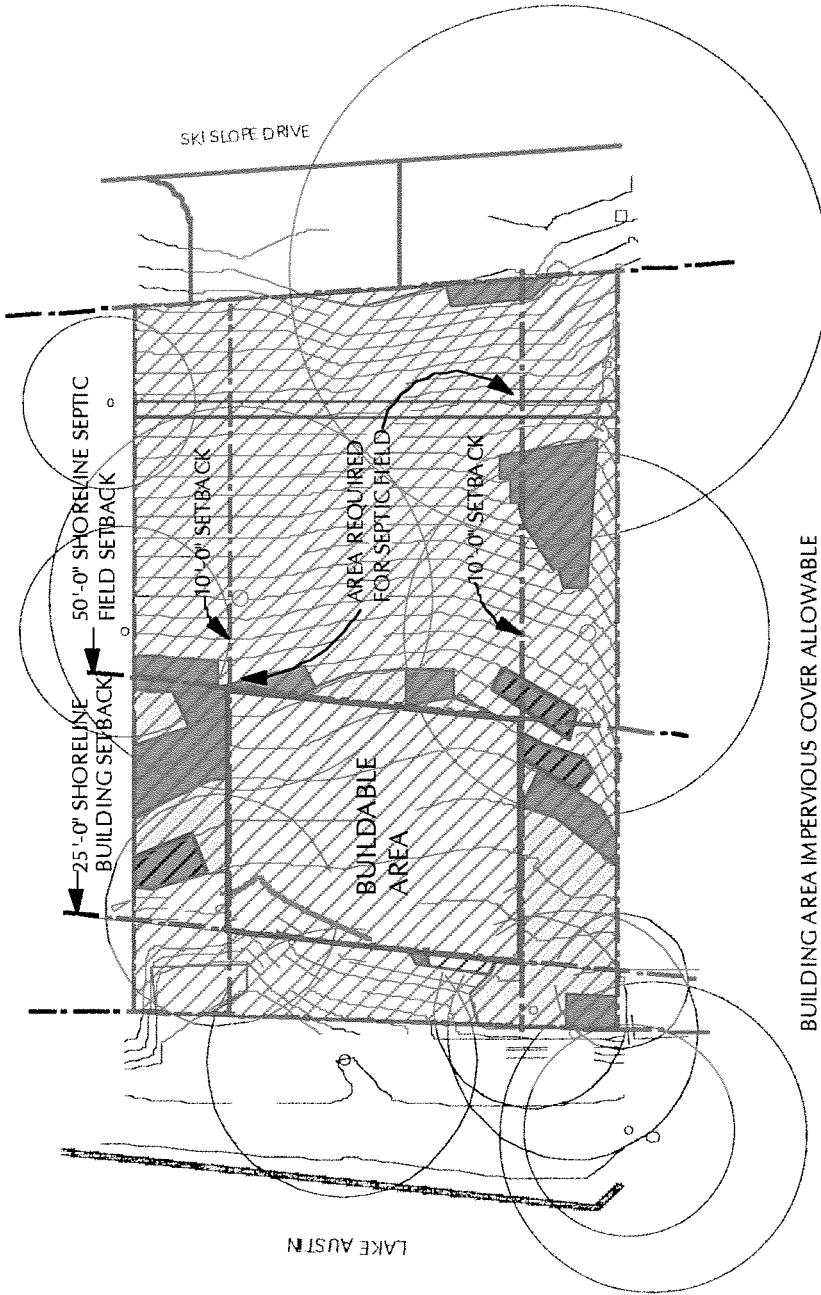 SKI SLOPE DRIVE
50'-0" SHORELINE SEPTIC
FIELD SETBACK
25'-0" SHORELINE
BUILDING SETBACK
10'-0" SETBACK
AREA REQUIRED
FOR SEPTIC FIELD
10'-0" SETBACK
BUILDABLE
AREA
LAKE AUSTIN
BUILDING AREA IMPERVIOUS COVER ALLOWABLE